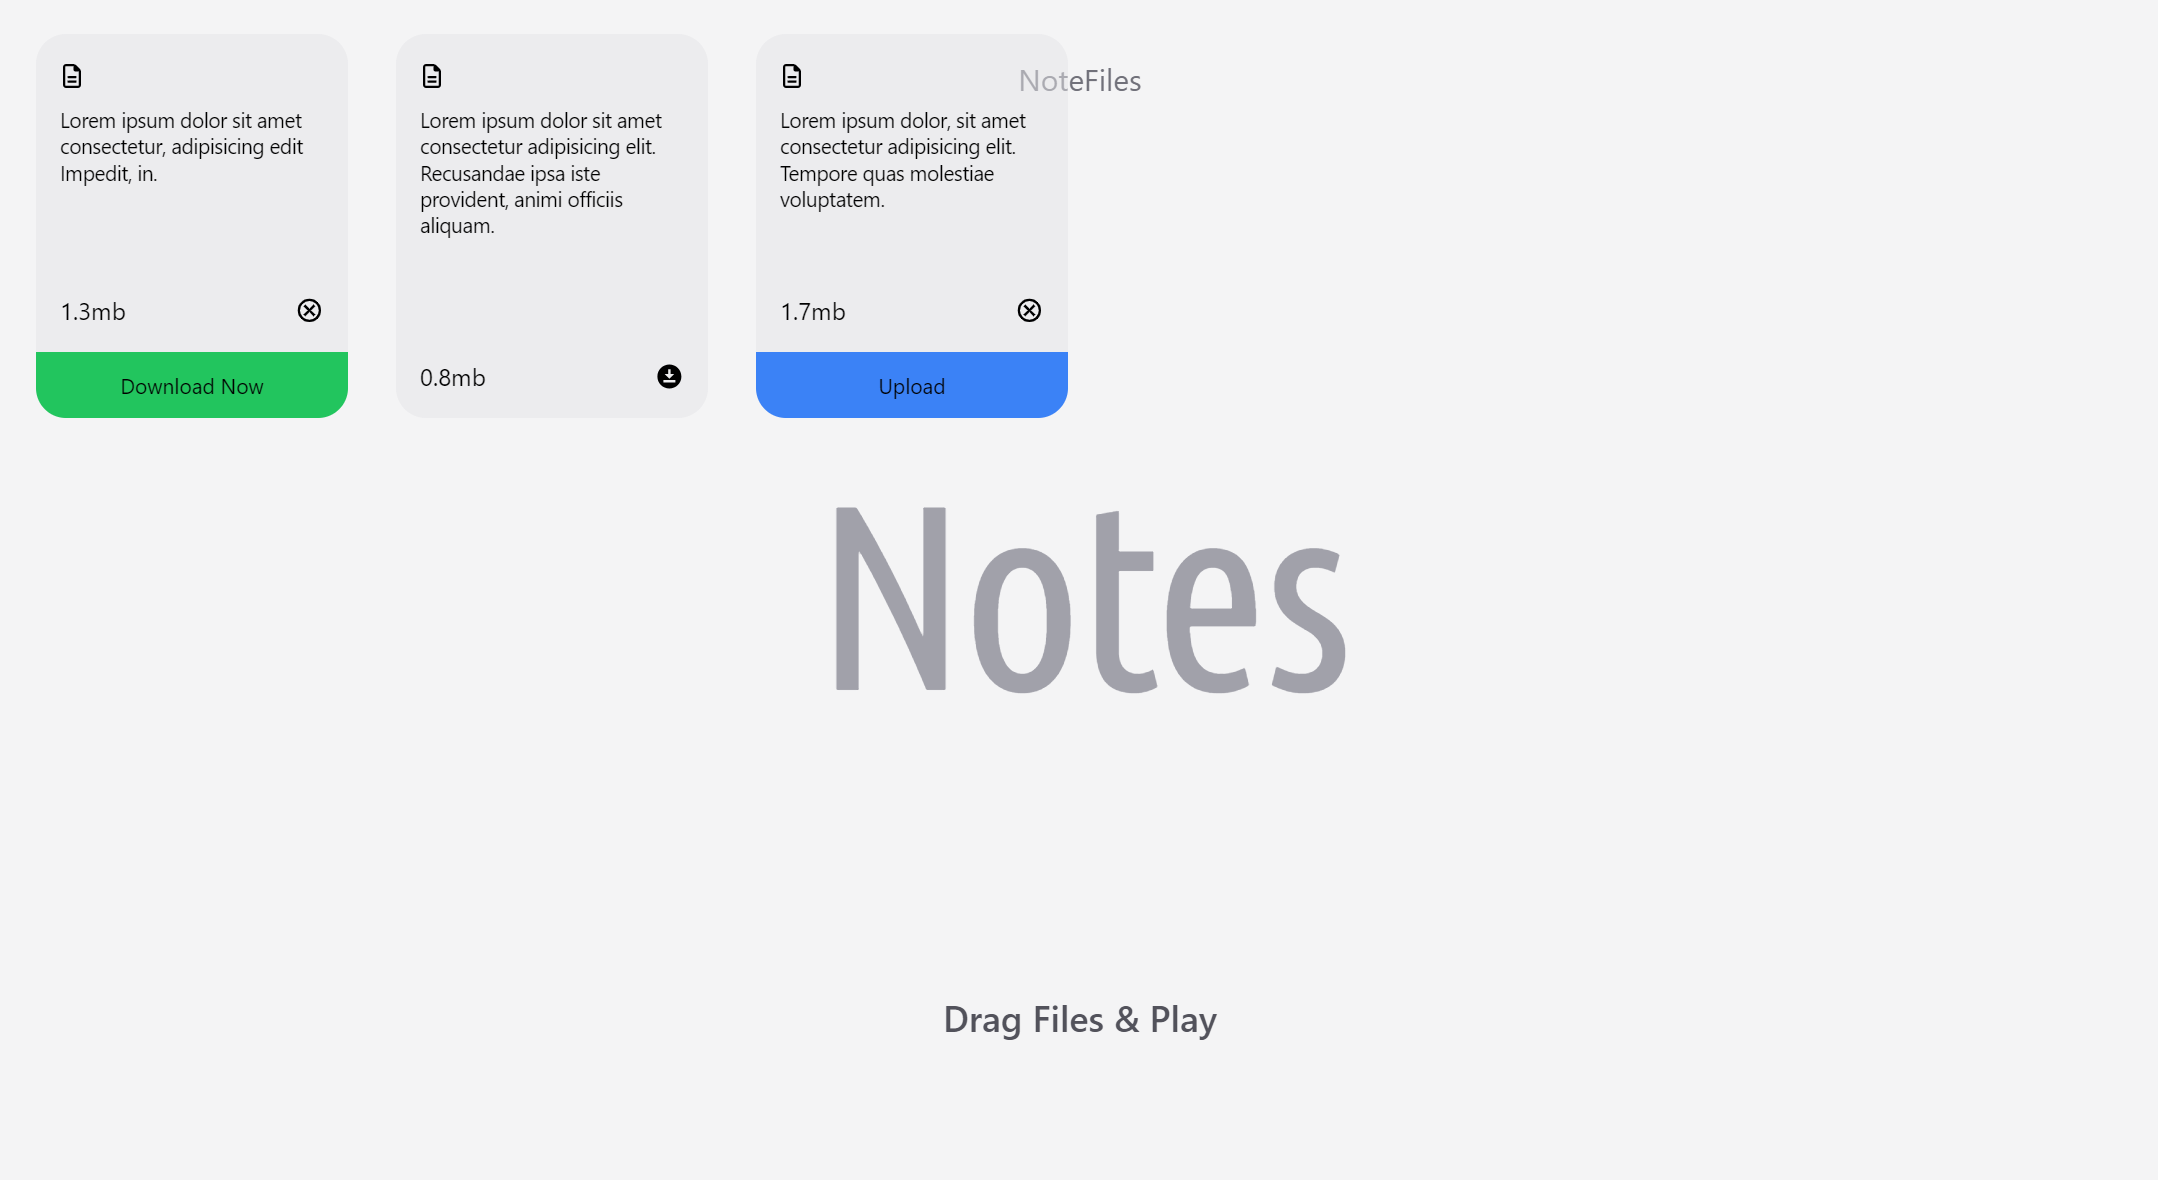 Lorem ipsum dolor sit amet
consectetur, adipisicing edit
Impedit, in.
1.3mb
Download Now
Lorem ipsum dolor sit amet
consectetur adipisicing elit.
Recusandae ipsa iste
provident, animi officiis
aliquam.
0.8mb
Lorem ipsum dolor, sit amet
consectetur adipisicing elit.
Tempore quas molestiae
voluptatem.
1.7mb
Upload
NoteFiles
Notes
Drag Files & Play